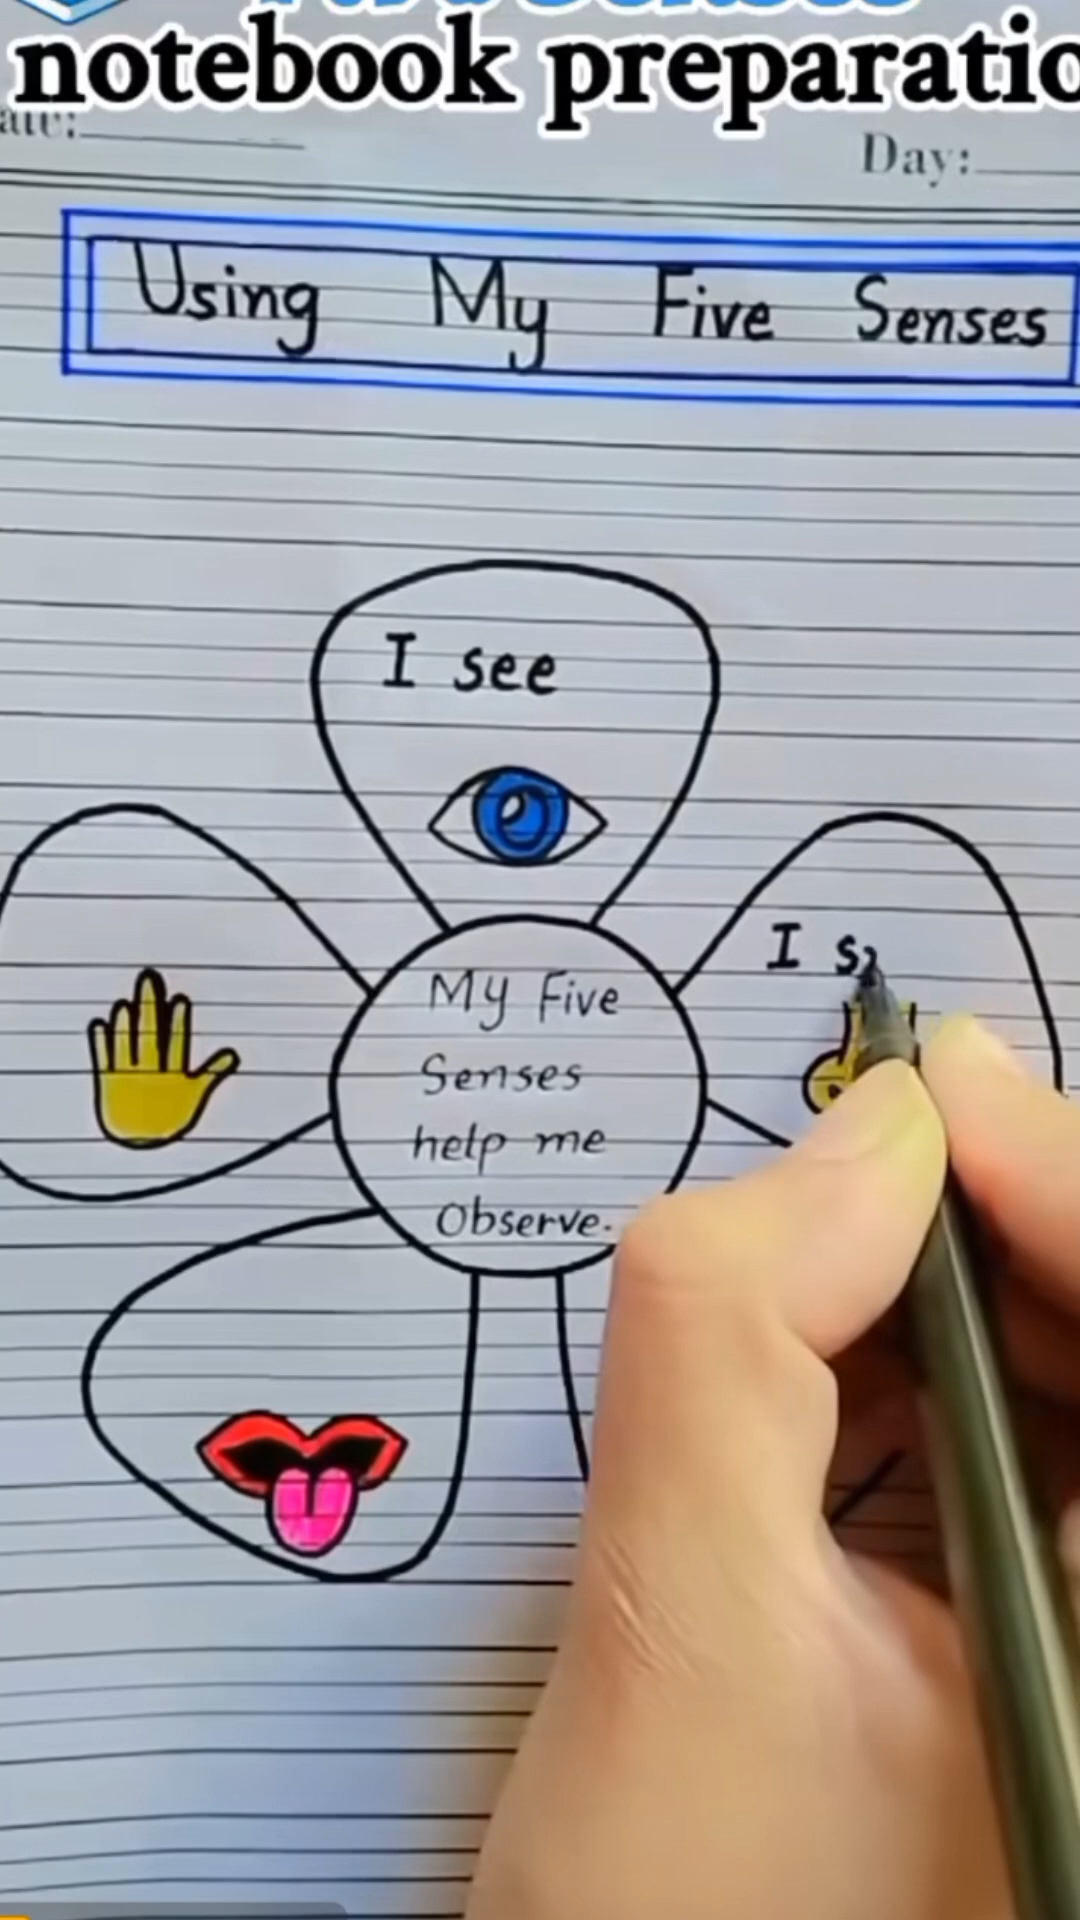 notebook preparatio
Day:
Using My Five Senses
I see
I s
My Five
Senses
help me
Observe.